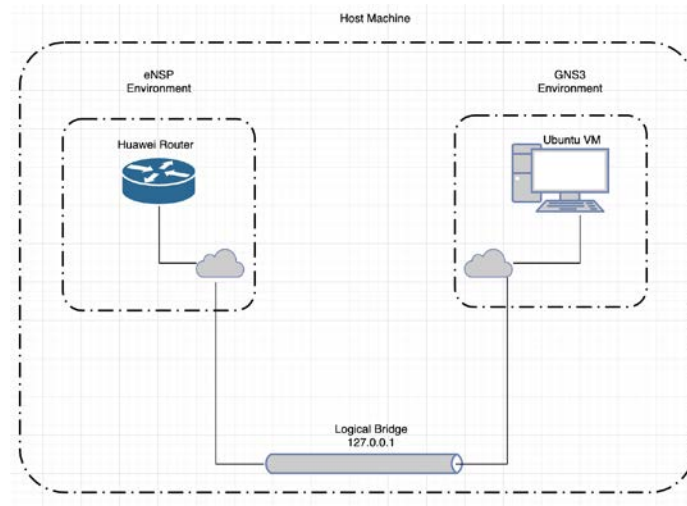 Host Machine
eNSP
Environment
GNS3
Environment
Huawei Router
Ubuntu VM
Logical Bridge
127.0.0.1